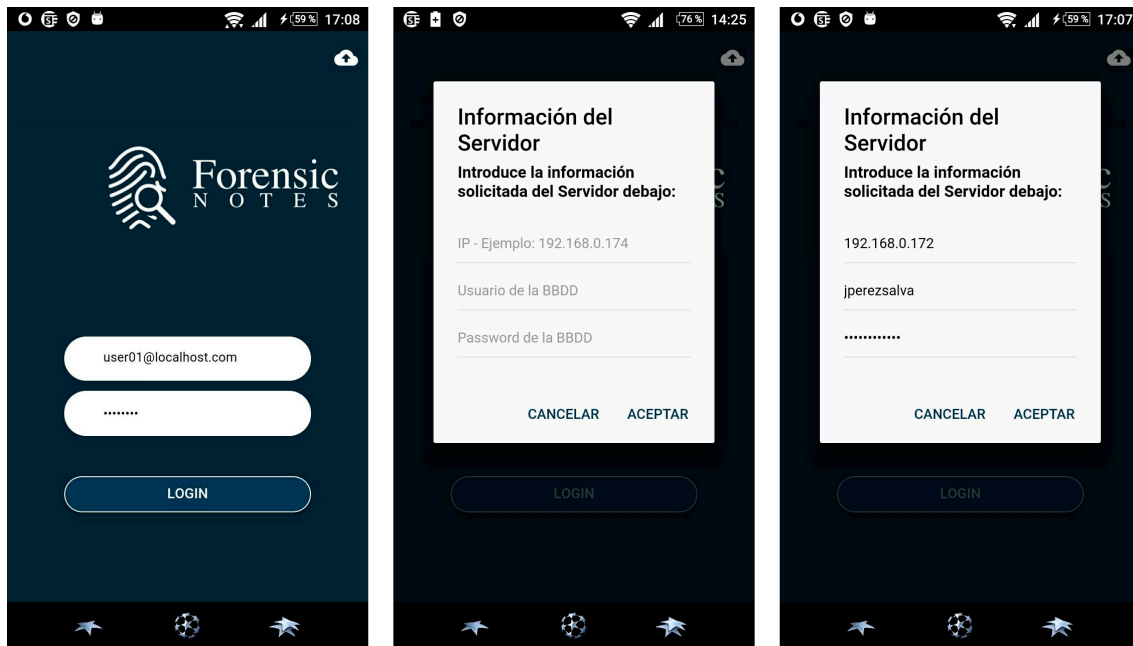 59 % 17:08
Forensic
NOTES
user01@localhost.com
••••••••
LOGIN
76 % 14:25
Información del
Servidor
Introduce la información
solicitada del Servidor debajo:
IP - Ejemplo: 192.168.0.174
Usuario de la BBDD
Password de la BBDD
CANCELAR ACEPTAR
C
S
LOGIN
59 % 17:07
Información del
Servidor
Introduce la información
solicitada del Servidor debajo:
192.168.0.172
jperezsalva
••••••••••••
CANCELAR ACEPTAR
C
S
LOGIN